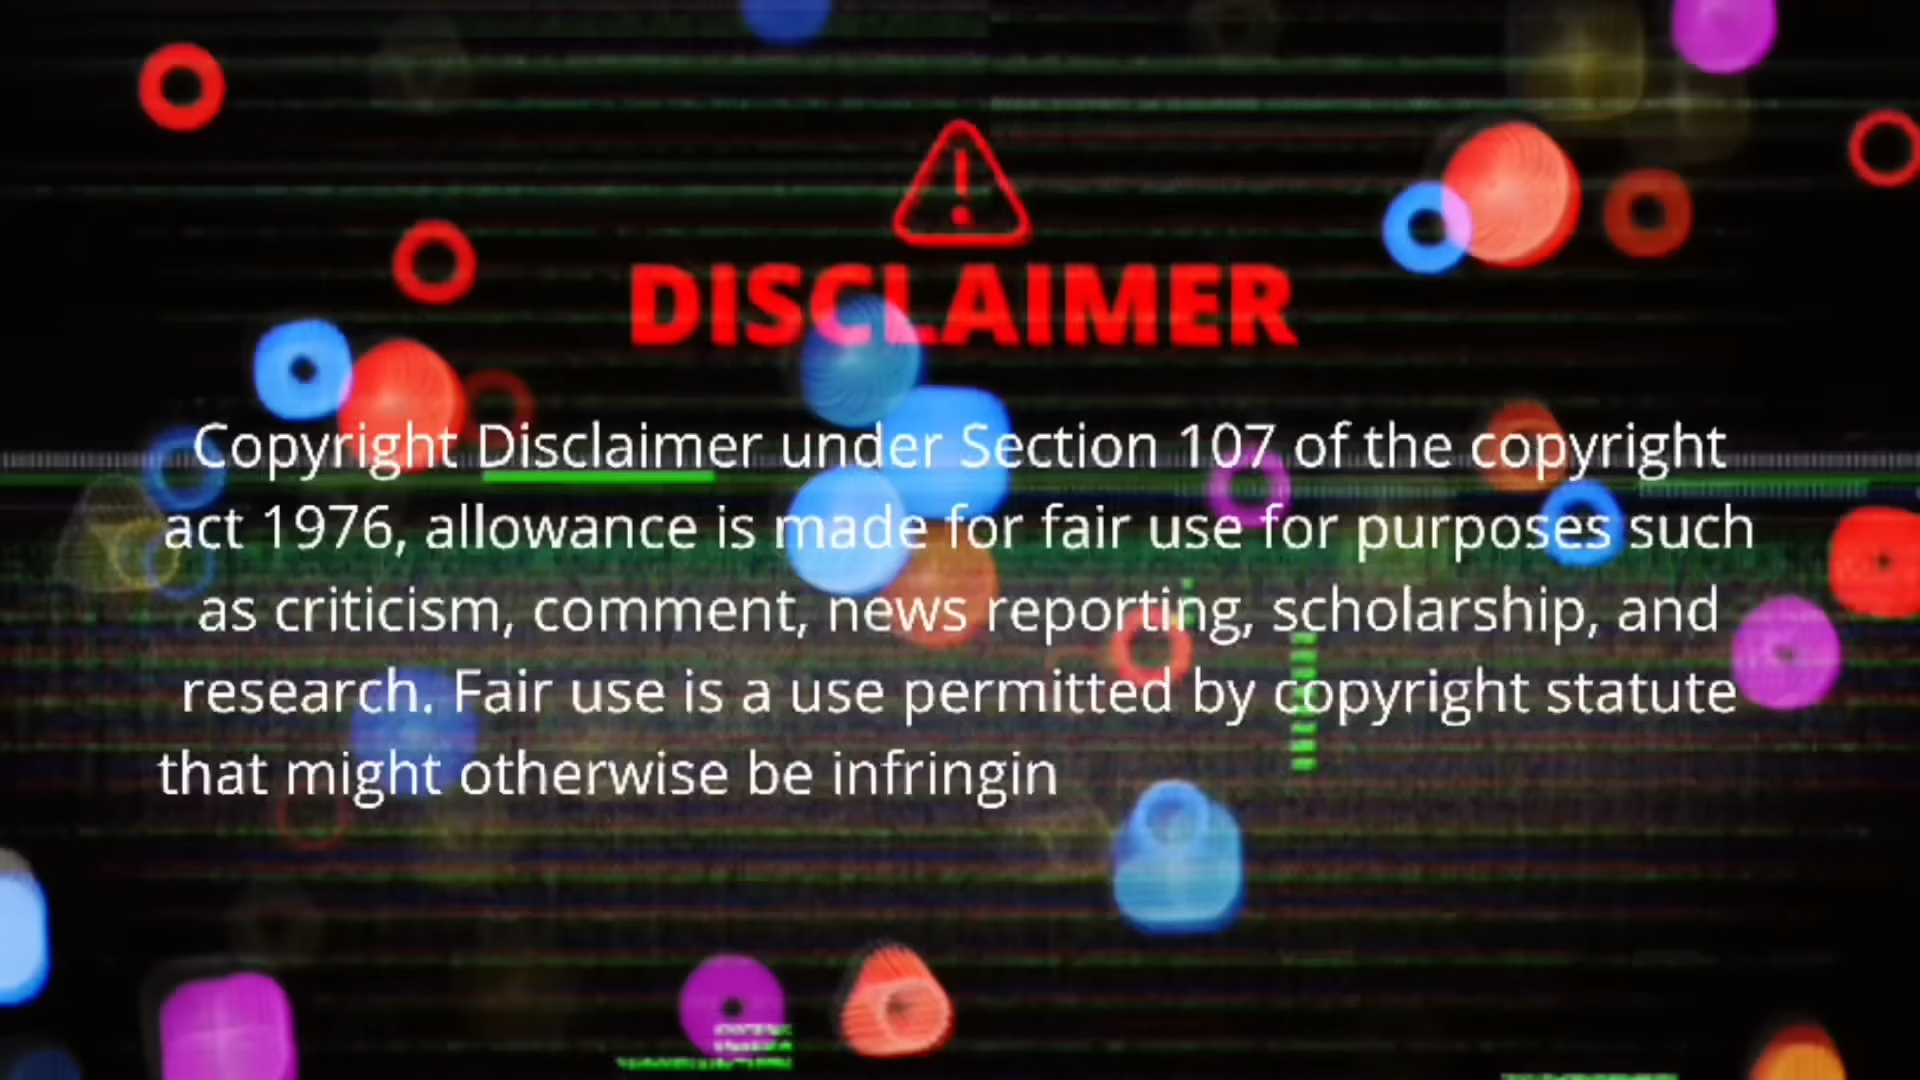 DISCLAIMER
Copyright Disclaimer under Section 107 of the copyright
act 1976, allowance is made for fair use for purposes such
as criticism, comment, news reporting, scholarship, and
research. Fair use is a use permitted by copyright statute
that might otherwise be infringin